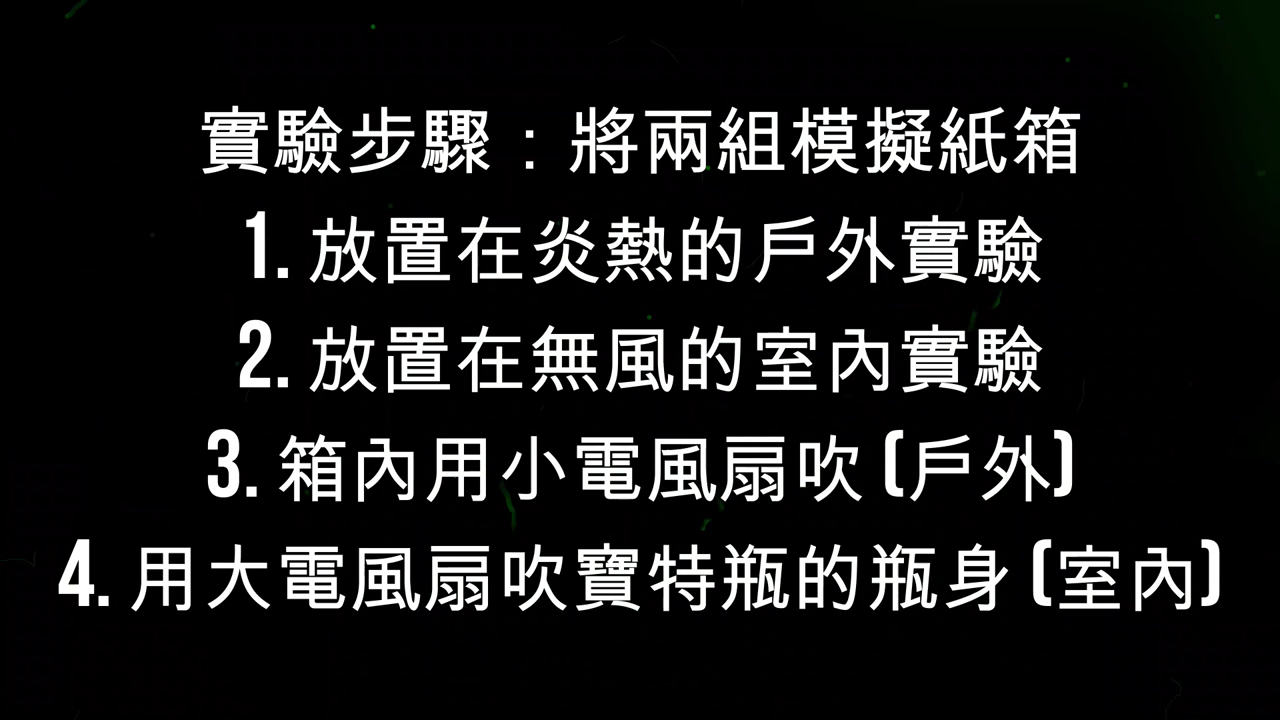 實驗步驟：將兩組模擬紙箱
1. 放置在炎熱的戶外實驗
2. 放置在無風的室內實驗
3. 箱內用小電風扇吹 (戶外)
4. 用大電風扇吹寶特瓶的瓶身 (室內)